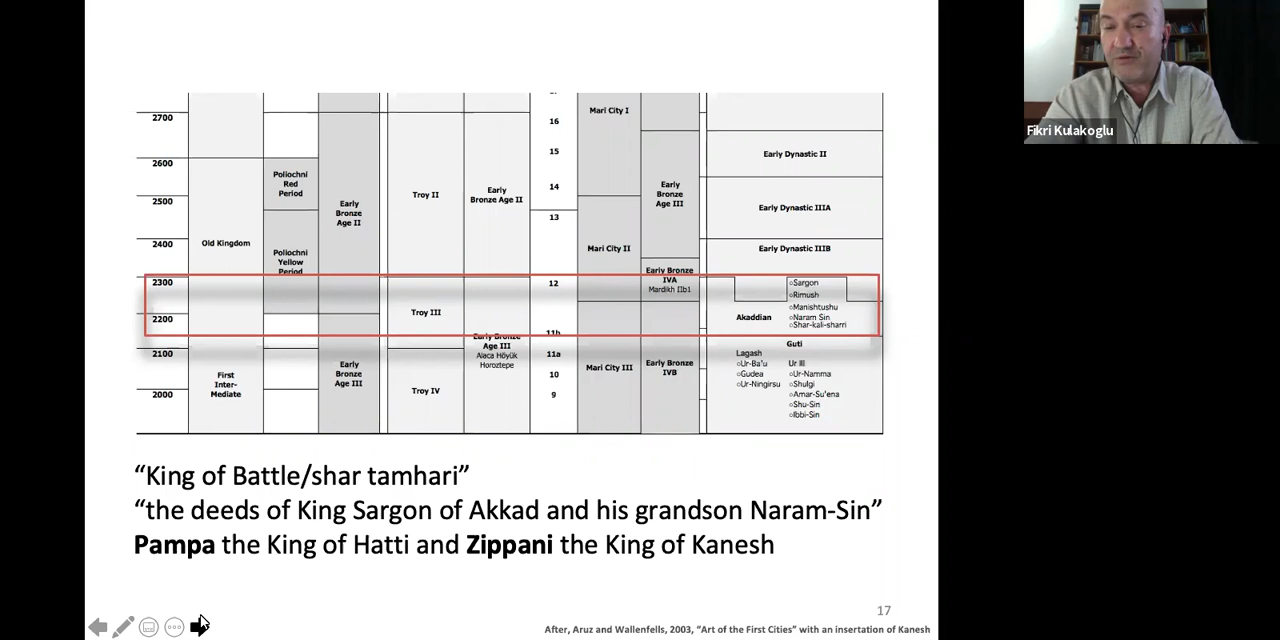 Fikri Kulakoglu
2700
2600
2500
2400
2300
2200
2100
2000
Old Kingdom
First
Inter-
Mediate
Poliochni
Red
Period
Poliochni
Yellow
Period
Early
Bronze
Age II
Early
Bronze
Age III
Troy II
Troy III
Troy IV
Early
Bronze Age II
Early Bronze
Age III
Alaca Höyük
Horoztepe
16
15
14
13
12
11b
11a
10
9
Mari City I
Mari City II
Mari City III
Early
Bronze
Age III
Early Bronze
IVA
Mardikh IIb1
Early Bronze
IVB
Early Dynastic II
Early Dynastic IIIA
Early Dynastic IIIB
Akaddian
○Sargon
○Rimush
○Manishtushu
○Naram Sin
○Shar-kali-sharri
Guti
Lagash
○Ur-Ba'u
○Gudea
○Ur-Ningirsu
Ur III
○Ur-Namma
○Shulgi
○Amar-Su'ena
○Shu-Sin
○Ibbi-Sin
“King of Battle/shar tamhari”
“the deeds of King Sargon of Akkad and his grandson Naram-Sin”
Pampa the King of Hatti and Zippani the King of Kanesh
17
After, Aruz and Wallenfells, 2003, “Art of the First Cities” with an insertation of Kanesh